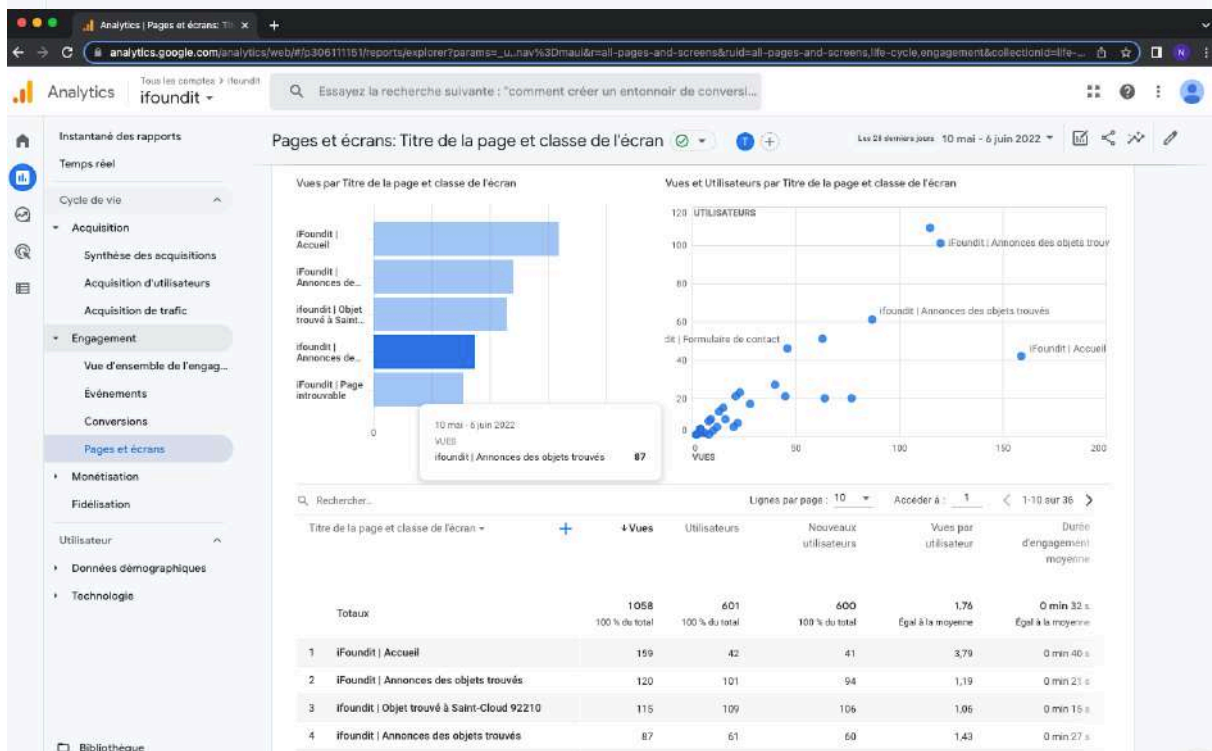 Analytics | Pages et écrans: Tit
analytics.google.com/analytics/web/#/p306111151/reports/explorer?params=_u..nav%3Dmaui&r=all-pages-and-screens&ruid=all-pages-and-screens,life-cycle,engagement&collectionId=life-...
N
Analytics
Tous les comptes > ifoundit
ifoundit
Essayez la recherche suivante : "comment créer un entonnoir de conversi...
Instantané des rapports
Temps réel
Cycle de vie
Acquisition
Synthèse des acquisitions
Acquisition d'utilisateurs
Acquisition de trafic
Engagement
Vue d'ensemble de l'engag...
Événements
Conversions
Pages et écrans
Monétisation
Fidélisation
Utilisateur
Données démographiques
Technologie
Bibliothèque
Pages et écrans: Titre de la page et classe de l'écran
T
Les 28 derniers jours 10 mai - 6 juin 2022
Vues par Titre de la page et classe de l'écran
iFoundit |
Accueil
iFoundit |
Annonces de...
ifoundit | Objet
trouvé à Saint...
ifoundit |
Annonces de...
iFoundit | Page
introuvable
0
10 mai - 6 juin 2022
VUES
ifoundit | Annonces des objets trouvés 87
Vues et Utilisateurs par Titre de la page et classe de l'écran
120 UTILISATEURS
100
iFoundit | Annonces des objets trouv
80
ifoundit | Annonces des objets trouvés
60
dit | Formulaire de contact
iFoundit | Accueil
40
20
0
0 50 100 150 200
VUES
Rechercher...
Lignes par page : 10
Accéder à : 1
1-10 sur 36
Titre de la page et classe de l'écran
+
Vues
Utilisateurs
Nouveaux
utilisateurs
Vues par
utilisateur
Durée
d'engagement
moyenne
Totaux 1058 601 600 1,76 0 min 32 s
100 % du total 100 % du total 100 % du total Égal à la moyenne Égal à la moyenne
1 iFoundit | Accueil 159 42 41 3,79 0 min 40 s
2 iFoundit | Annonces des objets trouvés 120 101 94 1,19 0 min 21 s
3 ifoundit | Objet trouvé à Saint-Cloud 92210 115 109 106 1,06 0 min 15 s
4 ifoundit | Annonces des objets trouvés 87 61 60 1,43 0 min 27 s